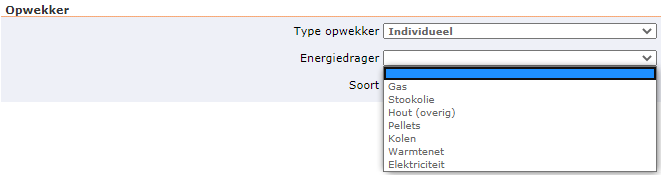 Opwekker
Type opwekker Individueel
Energiedrager
Soort
Gas
Stookolie
Hout (overig)
Pellets
Kolen
Warmtenet
Elektriciteit